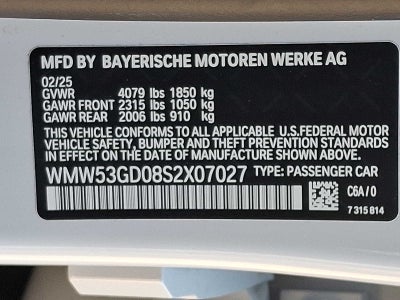 MFD BY BAYERISCHE MOTOREN WERKE AG
02/25
GVWR 4079 lbs 1850 kg
GAWR FRONT 2315 lbs 1050 kg
GAWR REAR 2006 lbs 910 kg
THIS VEHICLE CONFORMS TO ALL APPLICABLE U.S.FEDERAL MOTOR
VEHICLE SAFETY, BUMPER AND THEFT PREVENTION STANDARDS
IN EFFECT ON THE DATE OF MANUFACTURE SHOWN ABOVE.
WMW53GD08S2X07027 TYPE: PASSENGER CAR
C6A / 0
7 315 814